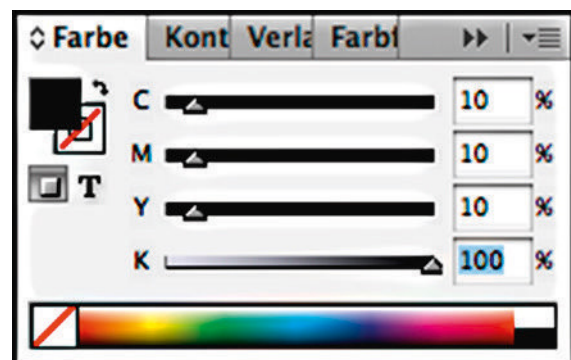 Farbe Kont Verla Farbf
C 10 %
M 10 %
T
Y 10 %
K 100 %